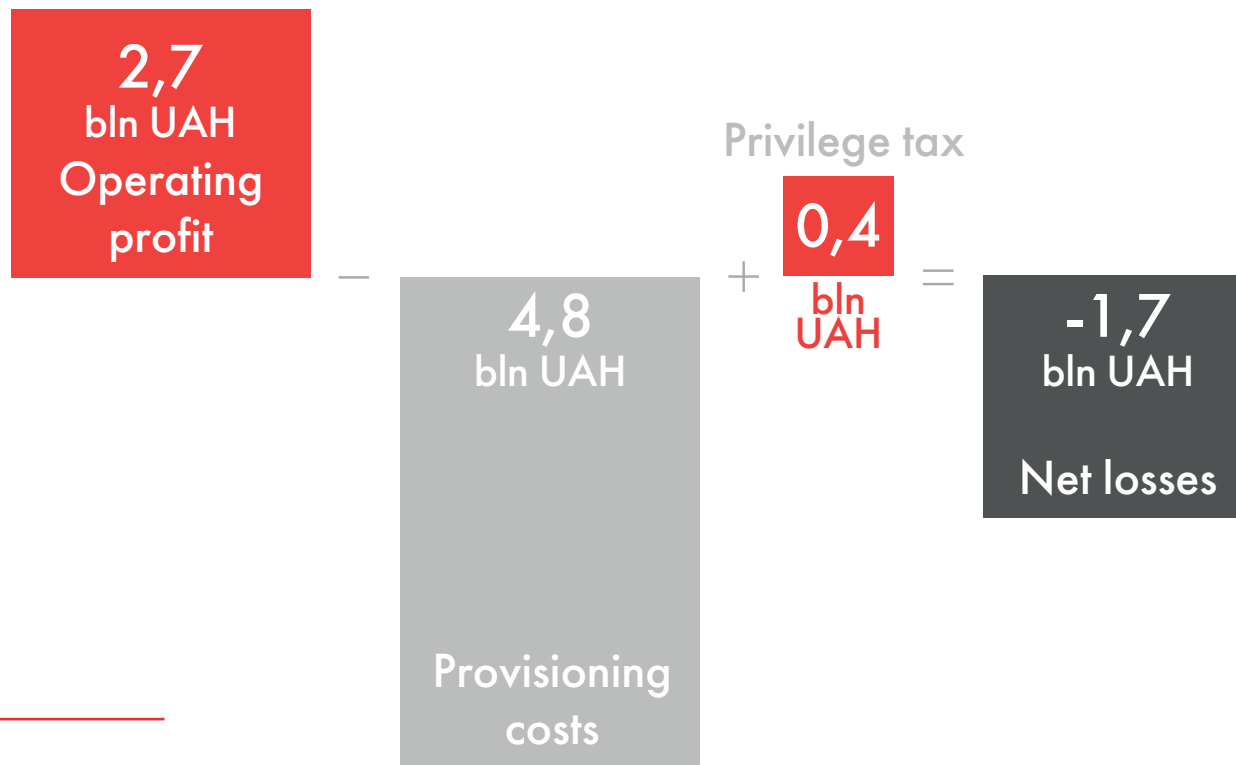 2,7
bln UAH
Operating
profit
–
4,8
bln UAH
Provisioning
costs
+
Privilege tax
0,4
bln
UAH
=
-1,7
bln UAH
Net losses